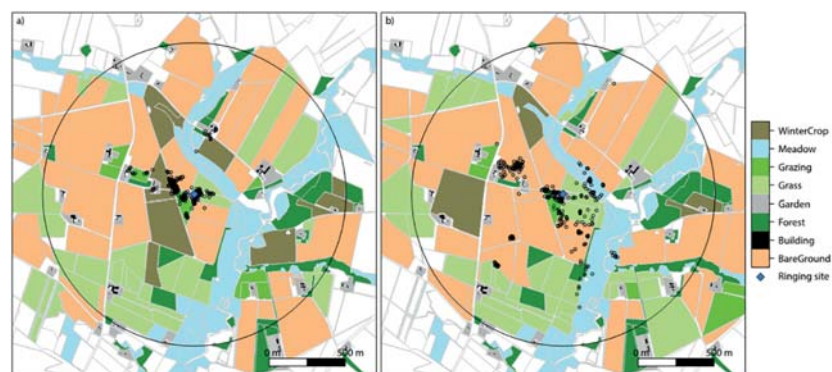 a)
b)
WinterCrop
Meadow
Grazing
Grass
Garden
Forest
Building
BareGround
Ringing site
0 m 500 m
0 m 500 m